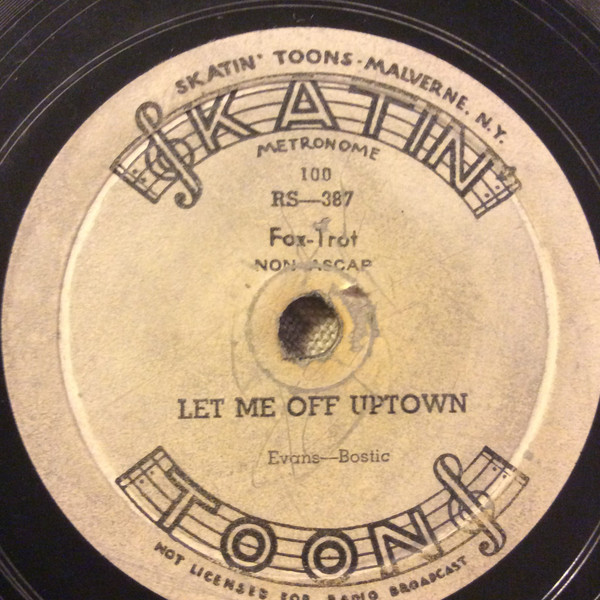 SKATIN' TOONS-MALVERNE, N.Y.
SKATIN'
METRONOME
100
RS—387
Fox-Trot
NON-ASCAP
LET ME OFF UPTOWN
Evans—Bostic
TOONS
NOT LICENSED FOR RADIO BROADCAST